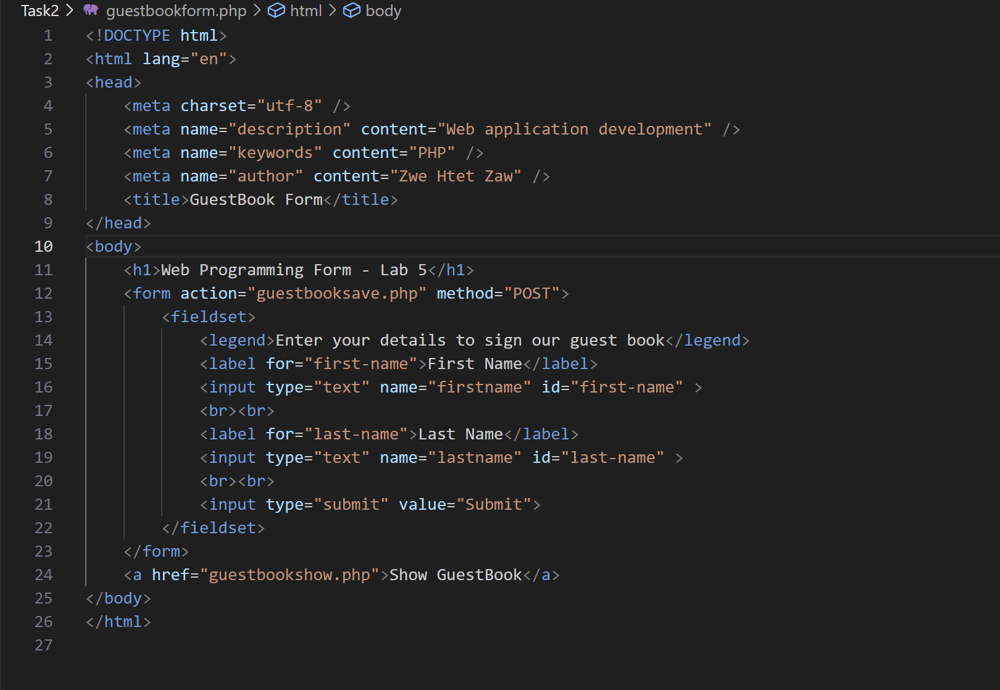 Task2 > guestbookform.php > html > body
1 <!DOCTYPE html>
2 <html lang="en">
3 <head>
4     <meta charset="utf-8" />
5     <meta name="description" content="Web application development" />
6     <meta name="keywords" content="PHP" />
7     <meta name="author" content="Zwe Htet Zaw" />
8     <title>GuestBook Form</title>
9 </head>
10 <body>
11     <h1>Web Programming Form - Lab 5</h1>
12     <form action="guestbooksave.php" method="POST">
13         <fieldset>
14             <legend>Enter your details to sign our guest book</legend>
15             <label for="first-name">First Name</label>
16             <input type="text" name="firstname" id="first-name" >
17             <br><br>
18             <label for="last-name">Last Name</label>
19             <input type="text" name="lastname" id="last-name" >
20             <br><br>
21             <input type="submit" value="Submit">
22         </fieldset>
23     </form>
24     <a href="guestbookshow.php">Show GuestBook</a>
25 </body>
26 </html>
27